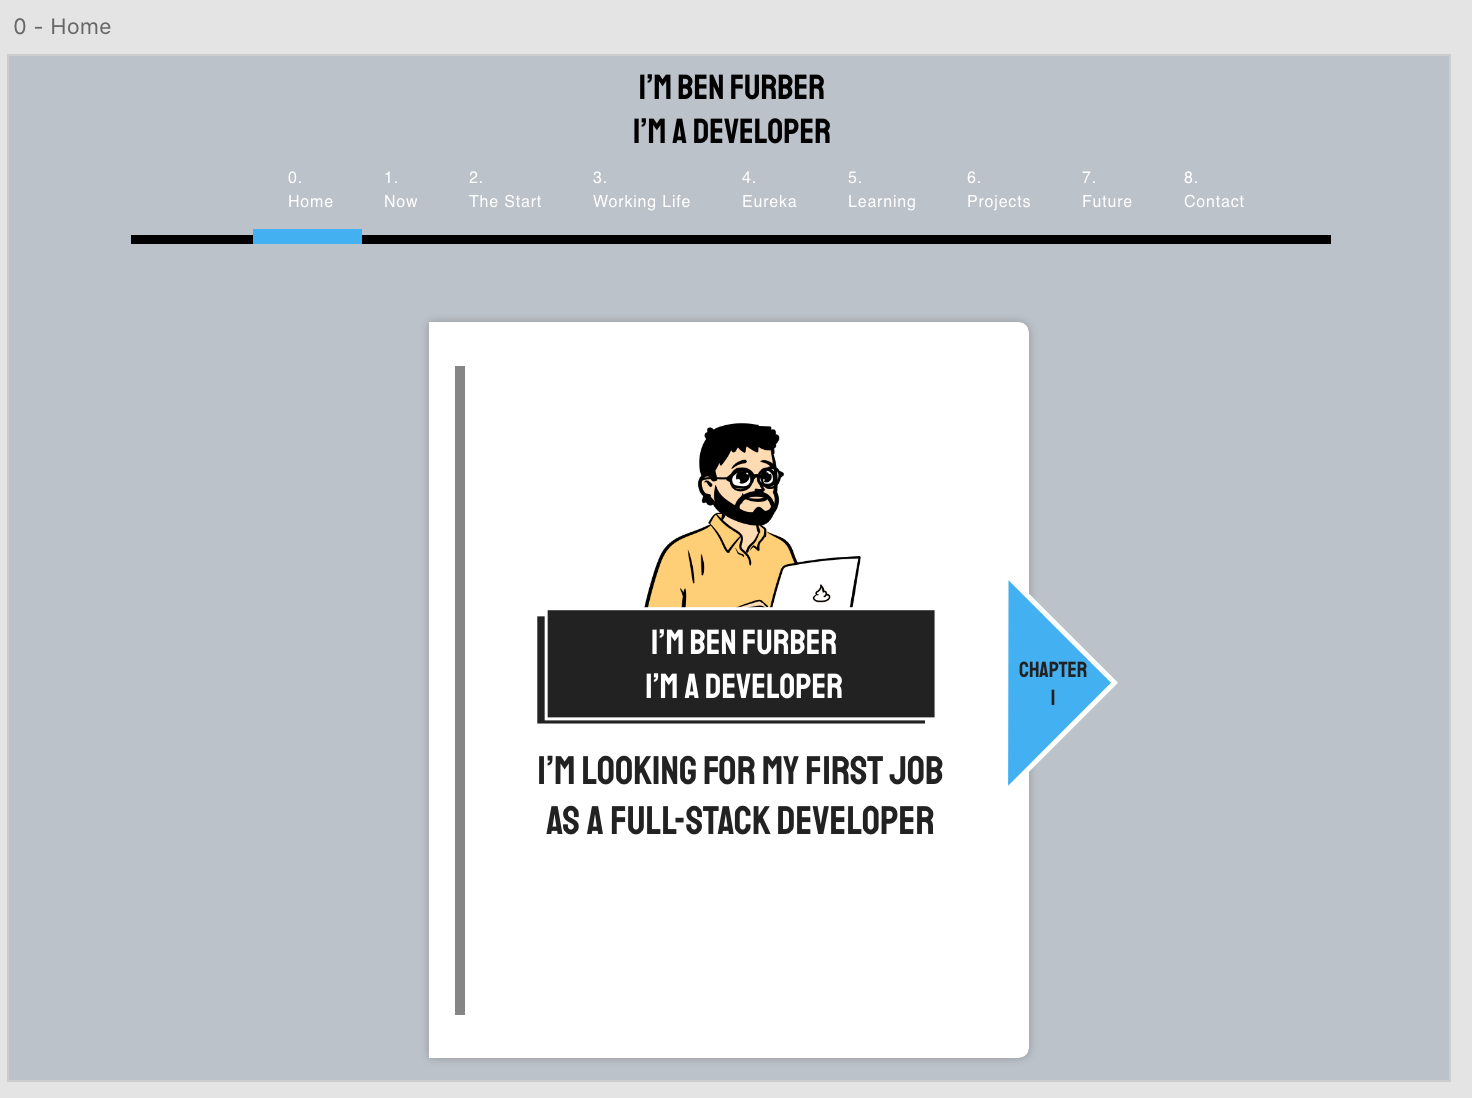 0 - Home
I’M BEN FURBER
I’M A DEVELOPER
0. 1. 2. 3. 4. 5. 6. 7. 8.
Home Now The Start Working Life Eureka Learning Projects Future Contact
I’M BEN FURBER
I’M A DEVELOPER
CHAPTER
1
I’M LOOKING FOR MY FIRST JOB
AS A FULL-STACK DEVELOPER